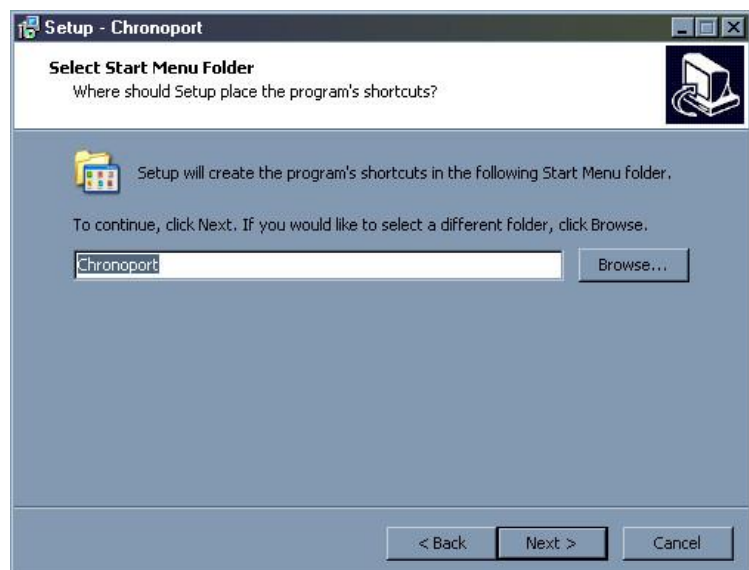 Setup - Chronoport
Select Start Menu Folder
Where should Setup place the program's shortcuts?
Setup will create the program's shortcuts in the following Start Menu folder.
To continue, click Next. If you would like to select a different folder, click Browse.
Chronoport
Browse...
< Back
Next >
Cancel